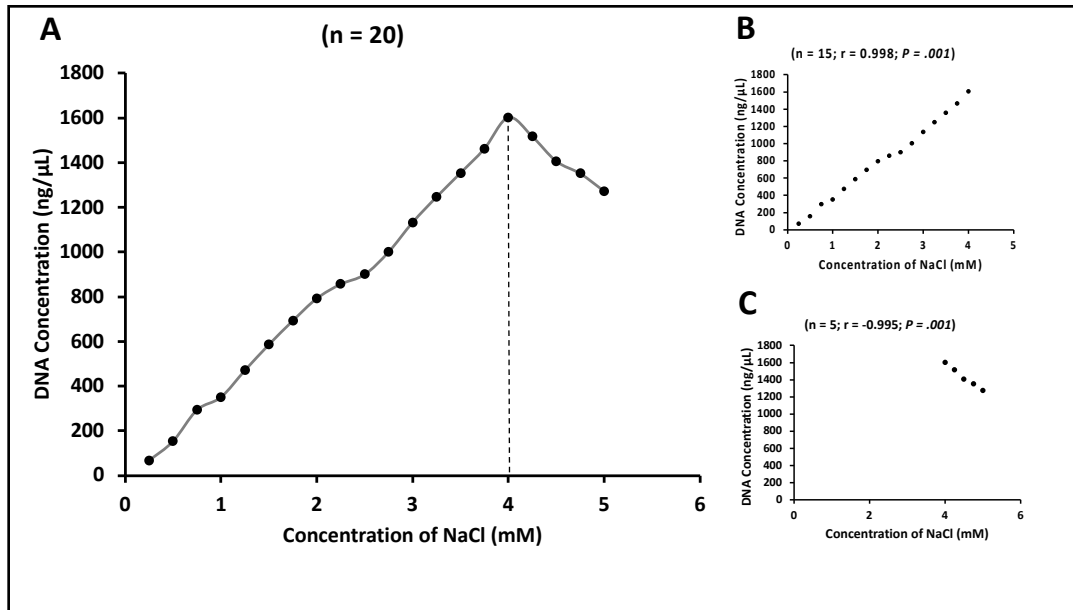 A
(n = 20)
DNA Concentration (ng/µL)
1800
1600
1400
1200
1000
800
600
400
200
0
0 1 2 3 4 5 6
Concentration of NaCl (mM)
B
(n = 15; r = 0.998; P = .001)
DNA Concentration (ng/µL)
1800
1600
1400
1200
1000
800
600
400
200
0
0 1 2 3 4 5
Concentration of NaCl (mM)
C
(n = 5; r = -0.995; P = .001)
DNA Concentration (ng/µL)
1800
1600
1400
1200
1000
800
600
400
200
0
0 2 4 6
Concentration of NaCl (mM)